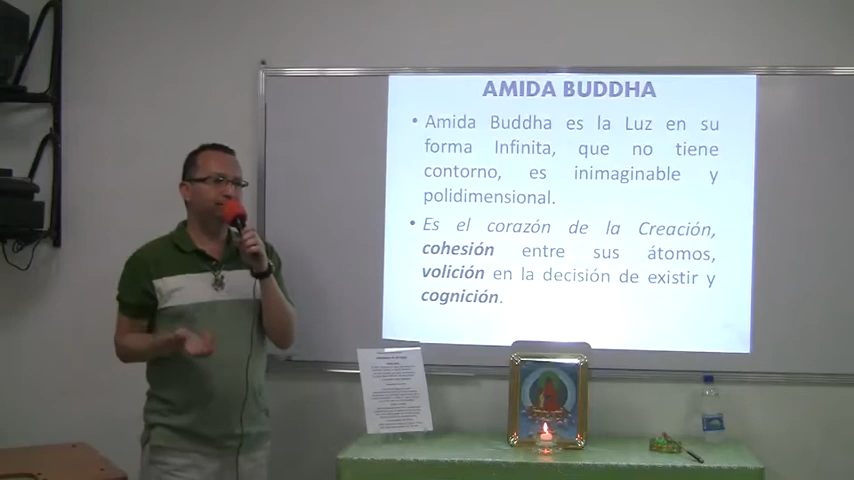 AMIDA BUDDHA
• Amida Buddha es la Luz en su
forma Infinita, que no tiene
contorno, es inimaginable y
polidimensional.
• Es el corazón de la Creación,
cohesión entre sus átomos,
volición en la decisión de existir y
cognición.